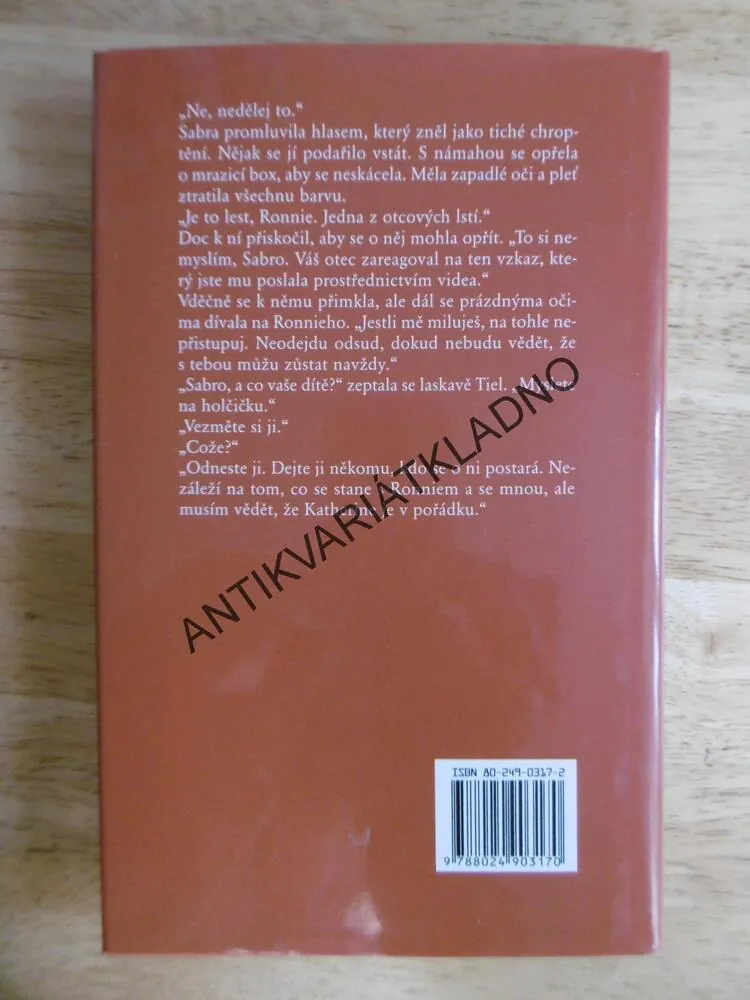 „Ne, nedělej to.“
Sabra promluvila hlasem, který zněl jako tiché chrop-
tění. Nějak se jí podařilo vstát. S námahou se opřela
o mrazicí box, aby se neskácela. Měla zapadlé oči a pleť
ztratila všechnu barvu.
„Je to lest, Ronnie. Jedna z otcových lstí.“
Doc k ní přiskočil, aby se o něj mohla opřít. „To si ne-
myslím, Sabro. Váš otec zareagoval na ten vzkaz, kte-
rý jste mu poslala prostřednictvím videa.“
Vděčně se k němu přimkla, ale dál se prázdnýma oči-
ma dívala na Ronnieho. „Jestli mě miluješ, na tohle ne-
přistupuj. Neodejdu odsud, dokud nebudu vědět, že
s tebou můžu zůstat navždy.“
„Sabro, a co vaše dítě?“ zeptala se laskavě Tiel. „Myslete
na holčičku.“
„Vezměte si ji.“
„Cože?“
„Odneste ji. Dejte ji někomu, kdo se o ni postará. Ne-
záleží na tom, co se stane s Ronniem a se mnou, ale
musím vědět, že Katherine je v pořádku.“
ANTIKVARIÁTKLADNO
ISBN 80-249-0317-2
9 788024 903170